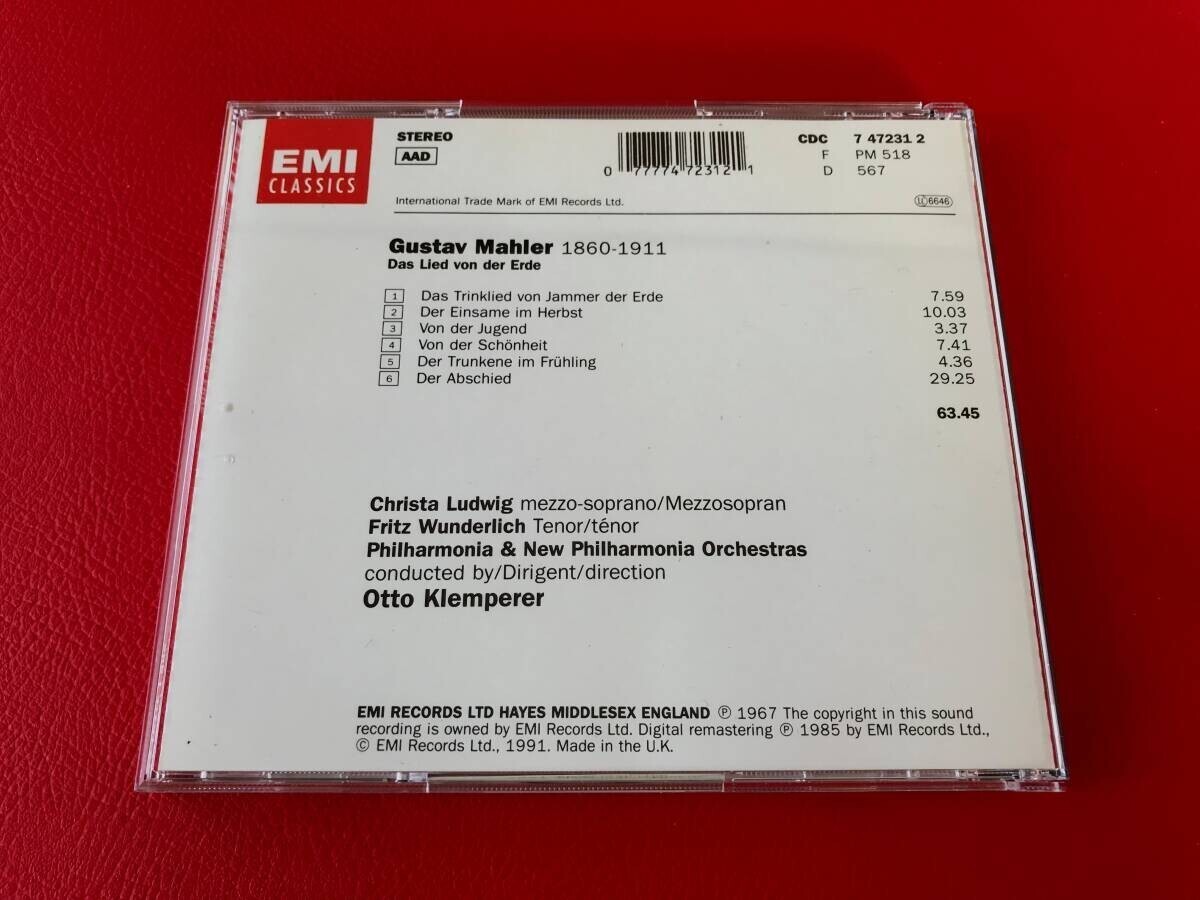 EMI
CLASSICS
STEREO
AAD
0 77774 72312 1
CDC 7 47231 2
F PM 518
D 567
International Trade Mark of EMI Records Ltd.
LC 6646
Gustav Mahler 1860-1911
Das Lied von der Erde
1 Das Trinklied von Jammer der Erde 7.59
2 Der Einsame im Herbst 10.03
3 Von der Jugend 3.37
4 Von der Schönheit 7.41
5 Der Trunkene im Frühling 4.36
6 Der Abschied 29.25
63.45
Christa Ludwig mezzo-soprano/Mezzosopran
Fritz Wunderlich Tenor/ténor
Philharmonia & New Philharmonia Orchestras
conducted by/Dirigent/direction
Otto Klemperer
EMI RECORDS LTD HAYES MIDDLESEX ENGLAND ℗ 1967 The copyright in this sound
recording is owned by EMI Records Ltd. Digital remastering ℗ 1985 by EMI Records Ltd.,
© EMI Records Ltd., 1991. Made in the U.K.